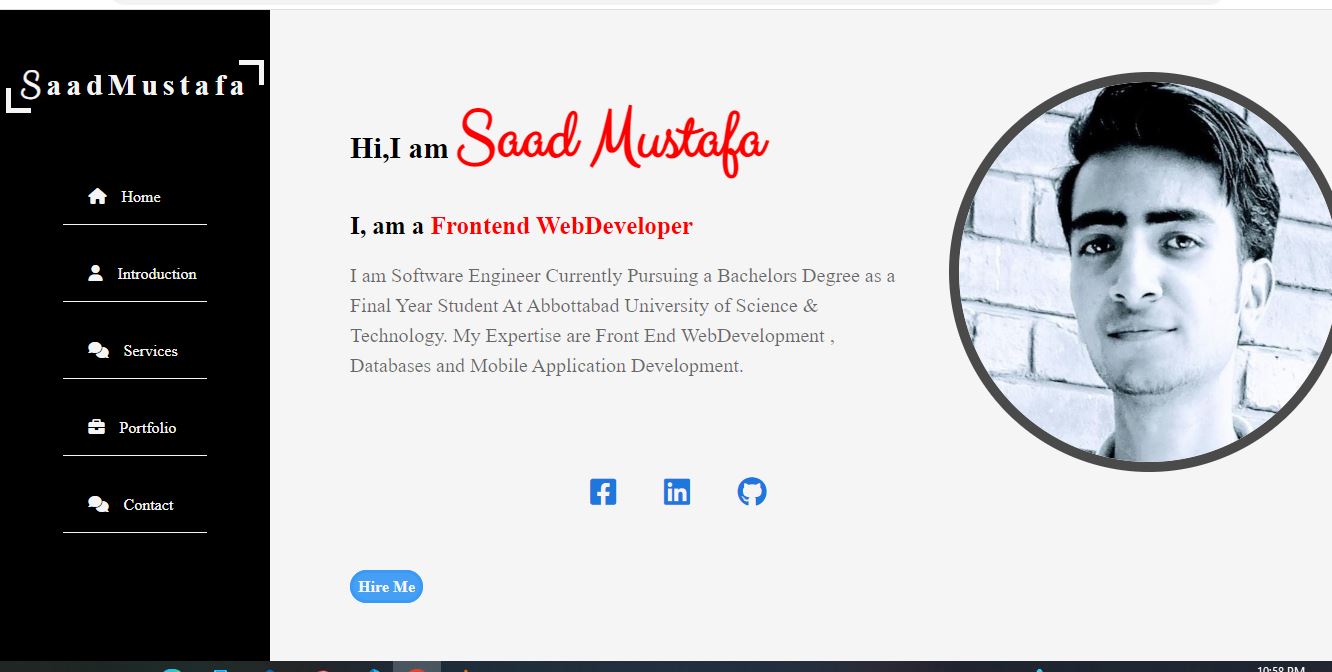 SaadMustafa
Home
Introduction
Services
Portfolio
Contact
Hi,I am Saad Mustafa
I, am a Frontend WebDeveloper
I am Software Engineer Currently Pursuing a Bachelors Degree as a
Final Year Student At Abbottabad University of Science &
Technology. My Expertise are Front End WebDevelopment ,
Databases and Mobile Application Development.
in
Hire Me
10:58 PM